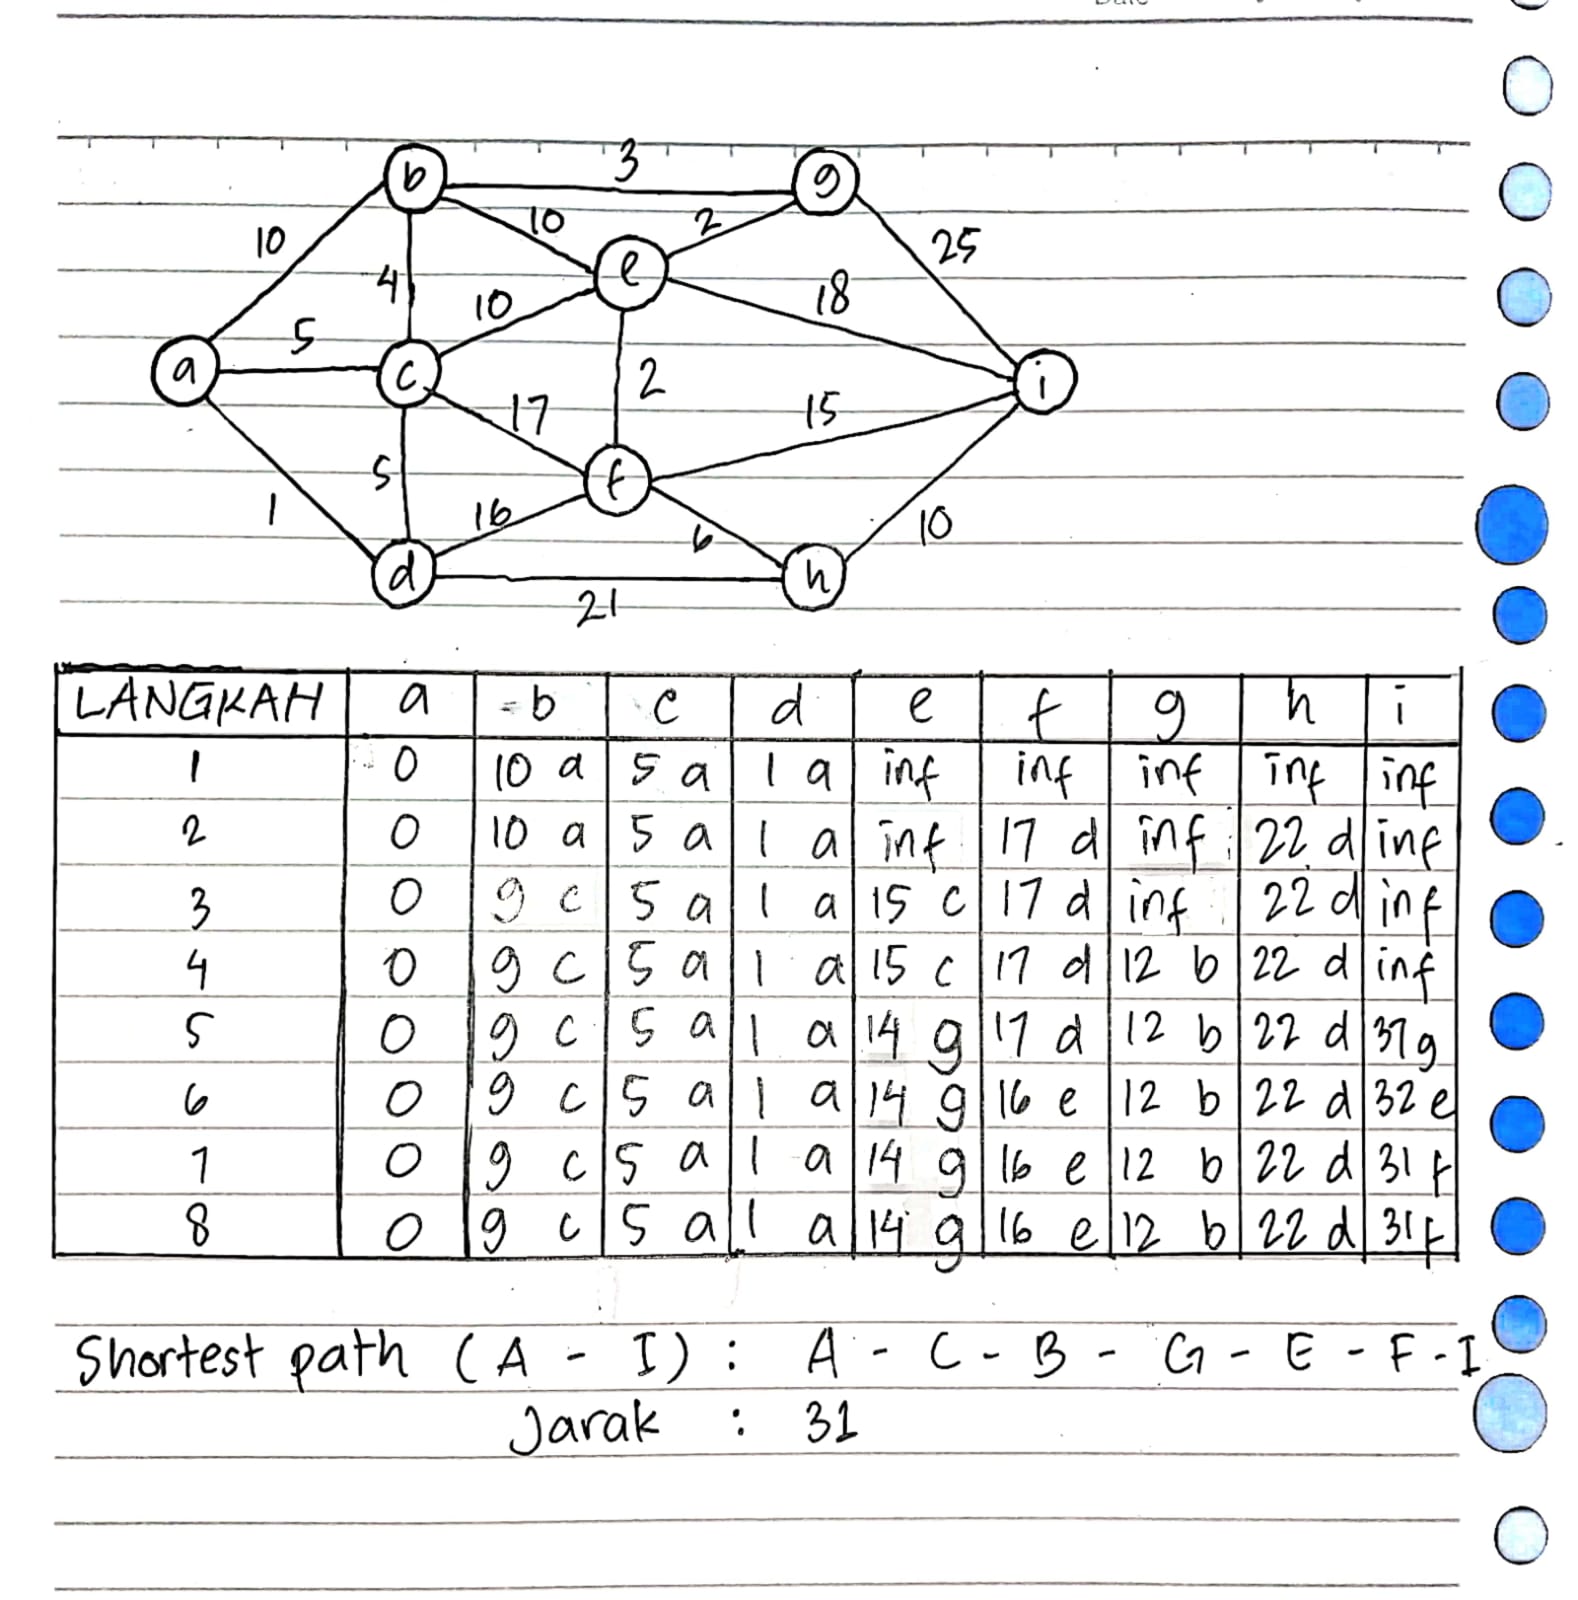 b 3 g
10 10 2 25
4 e 18
5 10
a c 2 i
17 15
5 f
1 16 6 10
d h
21
LANGKAH a b c d e f g h i
1 0 10 a 5 a 1 a inf inf inf inf inf
2 0 10 a 5 a 1 a inf 17 d inf 22 d inf
3 0 9 c 5 a 1 a 15 c 17 d inf 22 d inf
4 0 9 c 5 a 1 a 15 c 17 d 12 b 22 d inf
5 0 9 c 5 a 1 a 14 g 17 d 12 b 22 d 37 g
6 0 9 c 5 a 1 a 14 g 16 e 12 b 22 d 32 e
7 0 9 c 5 a 1 a 14 g 16 e 12 b 22 d 31 f
8 0 9 c 5 a 1 a 14 g 16 e 12 b 22 d 31 f
Shortest path (A - I) : A - C - B - G - E - F - I
Jarak : 31